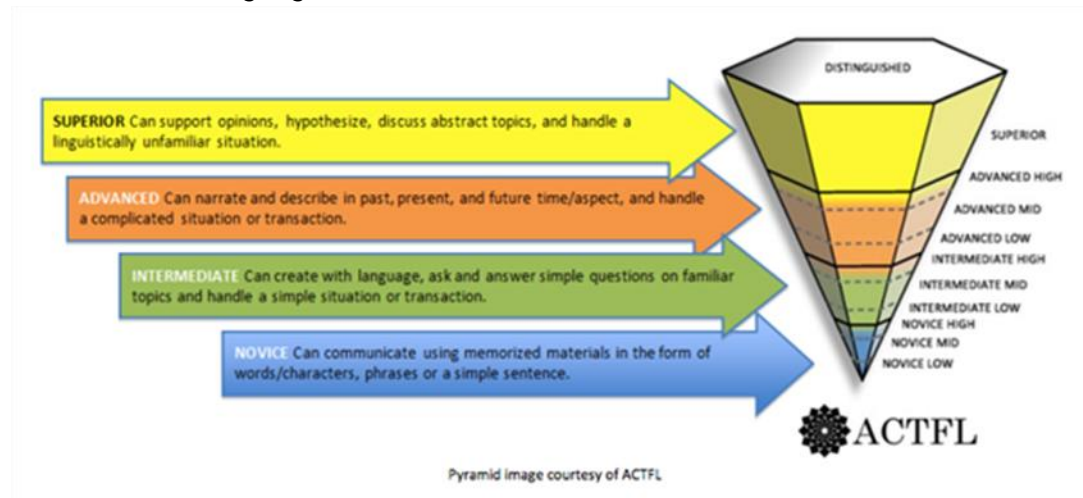 DISTINGUISHED
SUPERIOR Can support opinions, hypothesize, discuss abstract topics, and handle a
linguistically unfamiliar situation.
SUPERIOR
ADVANCED HIGH
ADVANCED Can narrate and describe in past, present, and future time/aspect, and handle
a complicated situation or transaction.
ADVANCED MID
ADVANCED LOW
INTERMEDIATE HIGH
INTERMEDIATE Can create with language, ask and answer simple questions on familiar
topics and handle a simple situation or transaction.
INTERMEDIATE MID
INTERMEDIATE LOW
NOVICE HIGH
NOVICE Can communicate using memorized materials in the form of
words/characters, phrases or a simple sentence.
NOVICE MID
NOVICE LOW
ACTFL
Pyramid image courtesy of ACTFL